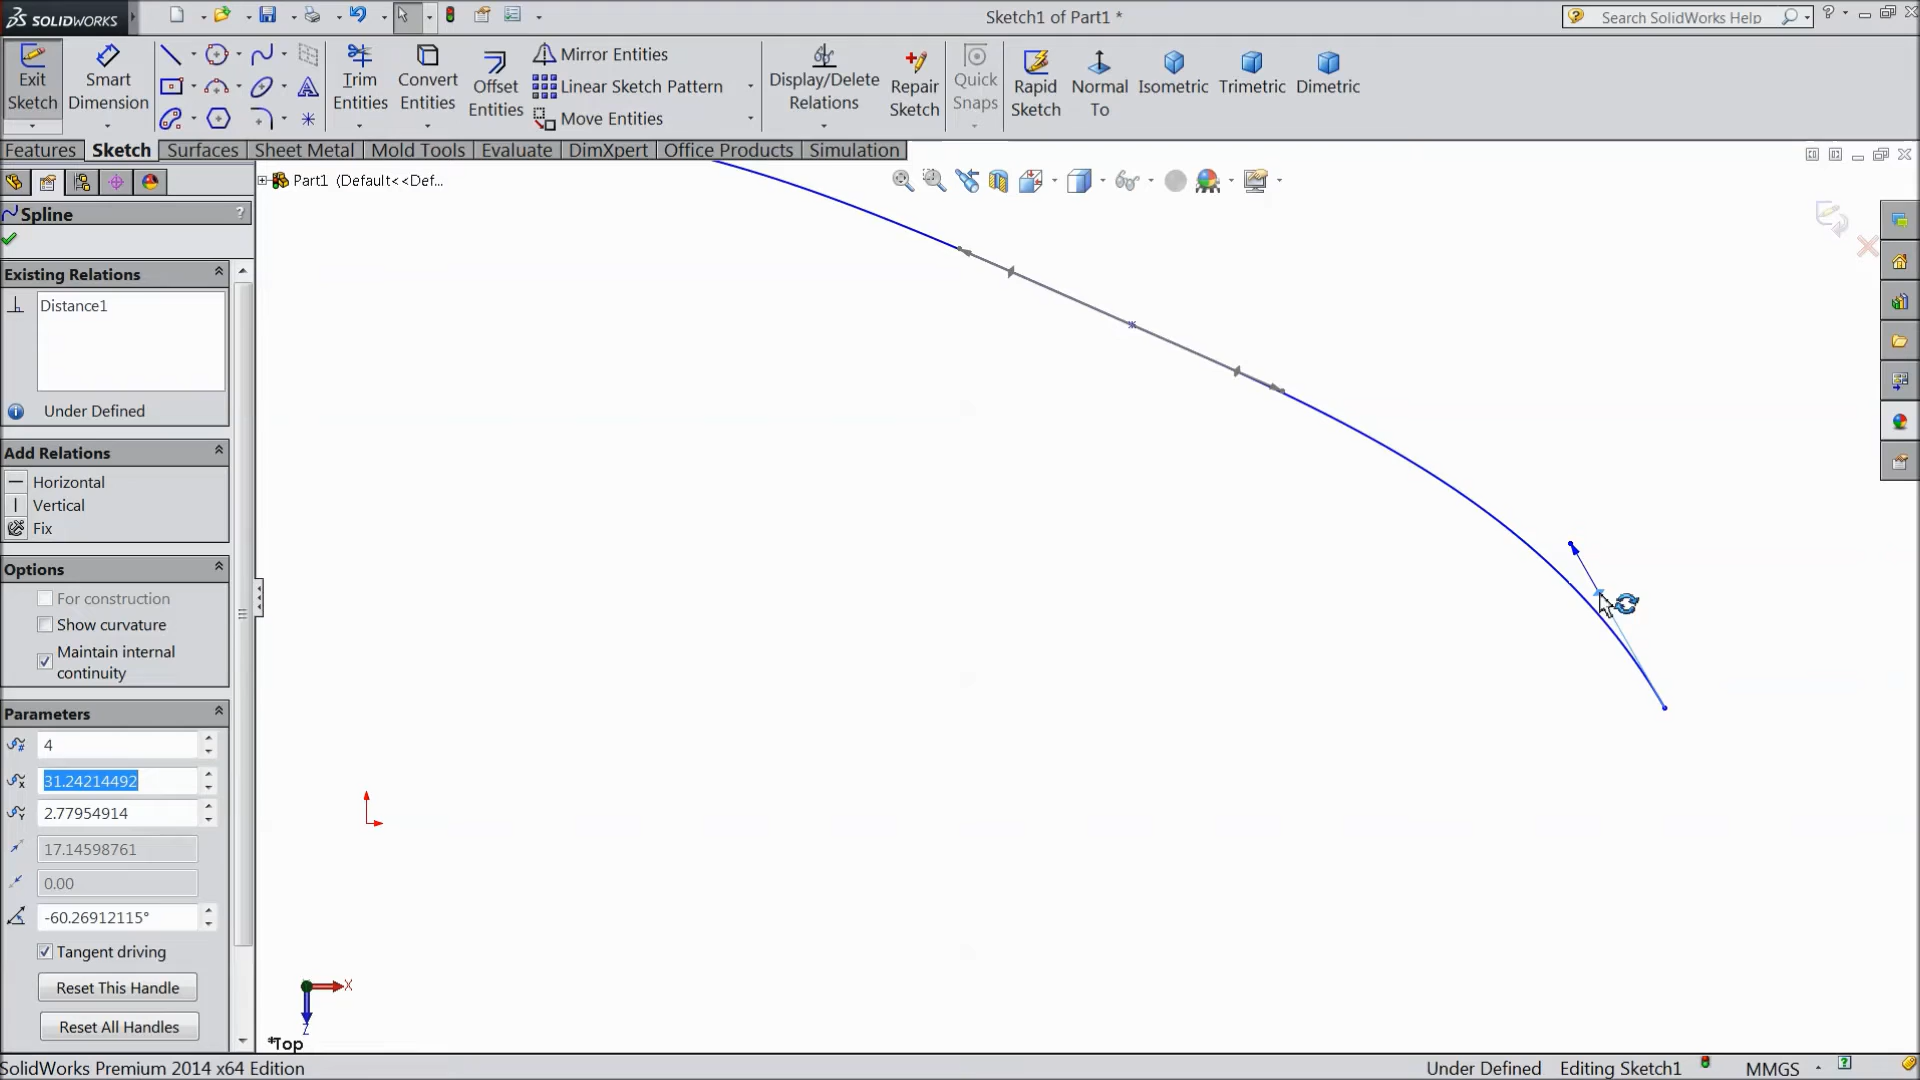 SOLIDWORKS
Sketch1 of Part1 *
Search SolidWorks Help
Exit Sketch
Smart Dimension
Trim Entities
Convert Entities
Offset Entities
Mirror Entities
Linear Sketch Pattern
Move Entities
Display/Delete Relations
Repair Sketch
Quick Snaps
Rapid Sketch
Normal To
Isometric
Trimetric
Dimetric
Features
Sketch
Surfaces
Sheet Metal
Mold Tools
Evaluate
DimXpert
Office Products
Simulation
Part1 (Default<<Def...
Spline
?
Existing Relations
Distance1
Under Defined
Add Relations
Horizontal
Vertical
Fix
Options
For construction
Show curvature
Maintain internal
continuity
Parameters
4
31.24214492
2.77954914
17.14598761
0.00
-60.26912115°
Tangent driving
Reset This Handle
Reset All Handles
X
Z
*Top
SolidWorks Premium 2014 x64 Edition
Under Defined
Editing Sketch1
MMGS